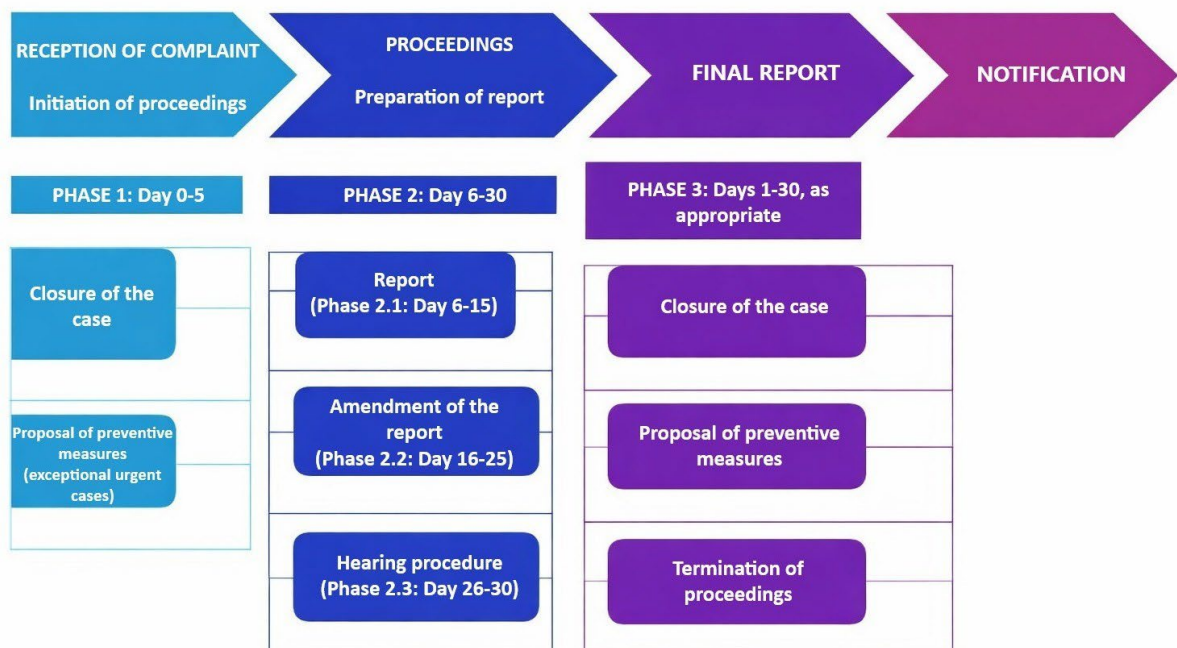 RECEPTION OF COMPLAINT
Initiation of proceedings
PROCEEDINGS
Preparation of report
FINAL REPORT
NOTIFICATION
PHASE 1: Day 0-5
PHASE 2: Day 6-30
PHASE 3: Days 1-30, as
appropriate
Closure of the
case
Proposal of preventive
measures
(exceptional urgent
cases)
Report
(Phase 2.1: Day 6-15)
Amendment of the
report
(Phase 2.2: Day 16-25)
Hearing procedure
(Phase 2.3: Day 26-30)
Closure of the case
Proposal of preventive
measures
Termination of
proceedings